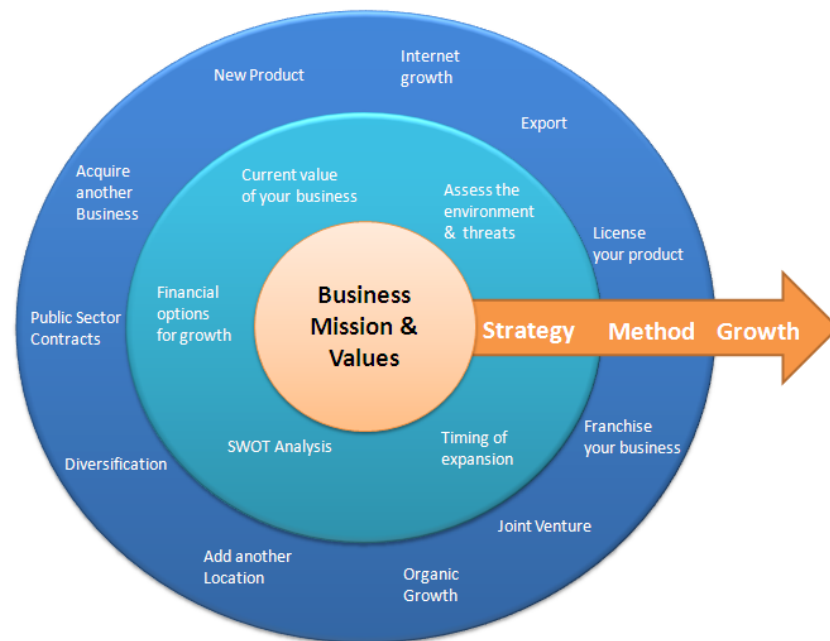 New Product
Internet
growth
Export
Acquire
another
Business
Current value
of your business
Assess the
environment
& threats
License
your product
Public Sector
Contracts
Financial
options
for growth
Business
Mission &
Values
Strategy Method Growth
Franchise
your business
Diversification
SWOT Analysis
Timing of
expansion
Joint Venture
Add another
Location
Organic
Growth